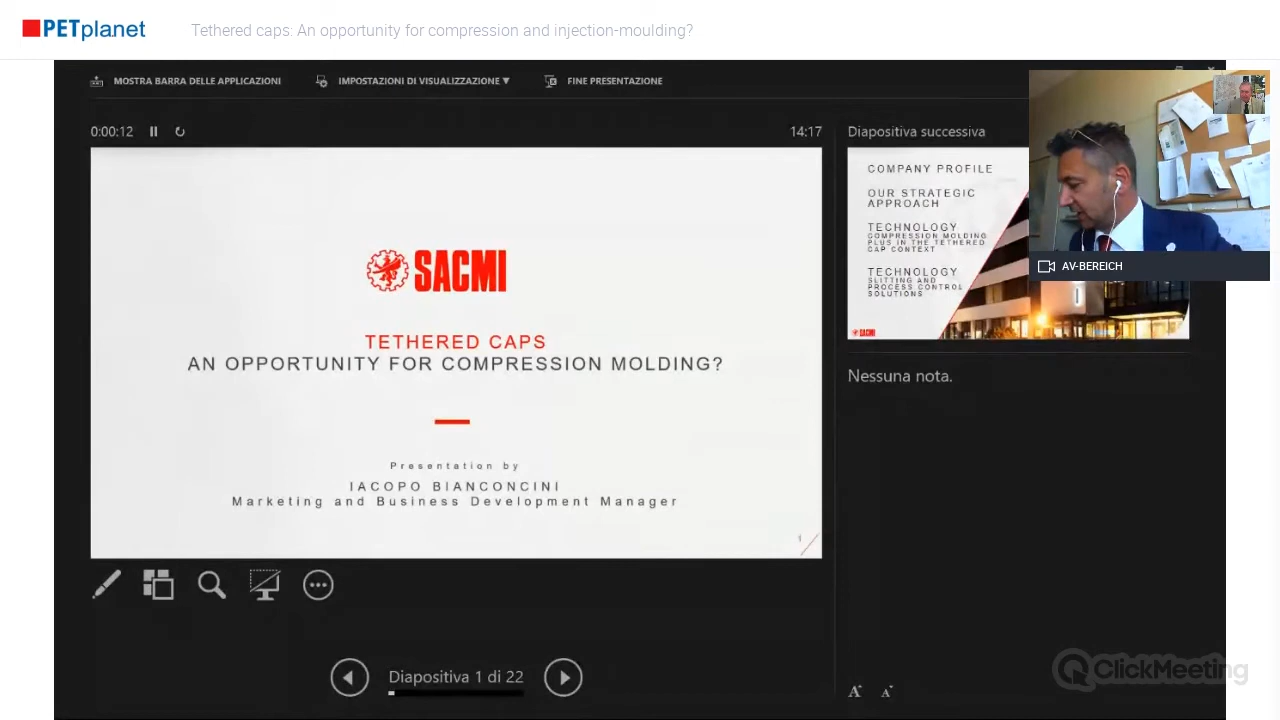 PETplanet
Tethered caps: An opportunity for compression and injection-moulding?
MOSTRA BARRA DELLE APPLICAZIONI
IMPOSTAZIONI DI VISUALIZZAZIONE ▼
FINE PRESENTAZIONE
0:00:12
14:17
Diapositiva successiva
SACMI
TETHERED CAPS
AN OPPORTUNITY FOR COMPRESSION MOLDING?
Presentation by
IACOPO BIANCONCINI
Marketing and Business Development Manager
1
COMPANY PROFILE
OUR STRATEGIC
APPROACH
TECHNOLOGY
COMPRESSION MOLDING
PLUS IN THE TETHERED
CAP CONTEXT
TECHNOLOGY
SLITTING AND
PROCESS CONTROL
SOLUTIONS
SACMI
AV-BEREICH
Nessuna nota.
Diapositiva 1 di 22
A A
ClickMeeting